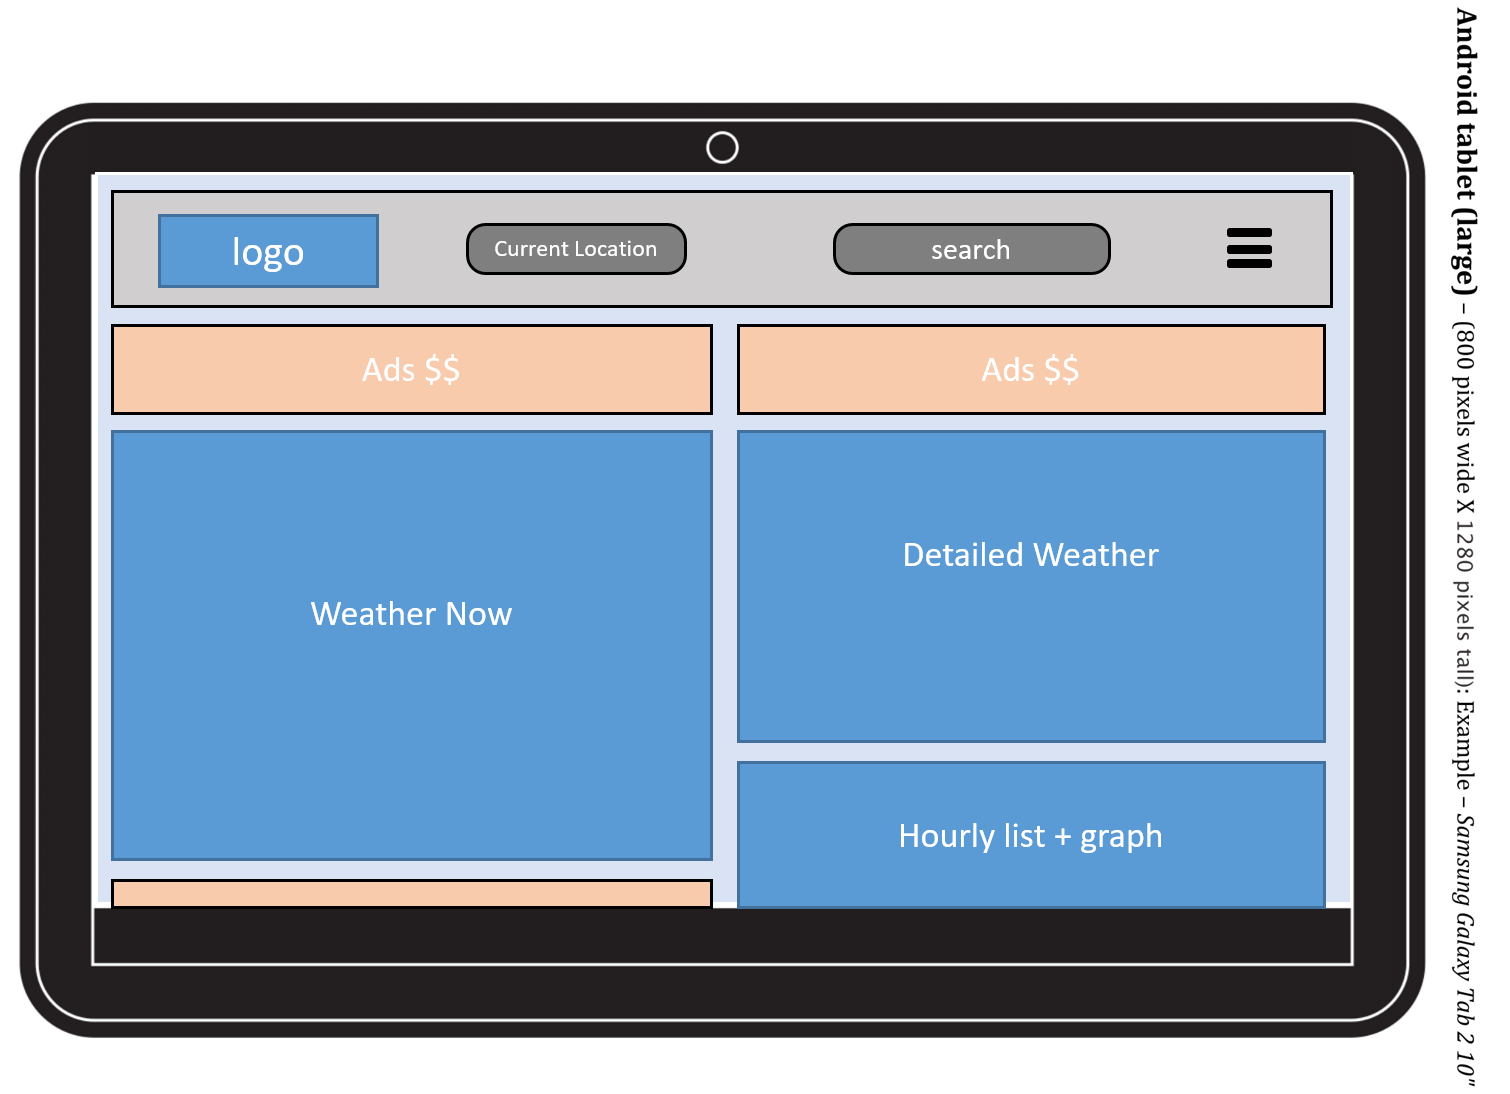 logo
Current Location
search
Ads $$
Ads $$
Weather Now
Detailed Weather
Hourly list + graph
Android tablet (large) – (800 pixels wide X 1280 pixels tall): Example – Samsung Galaxy Tab 2 10"